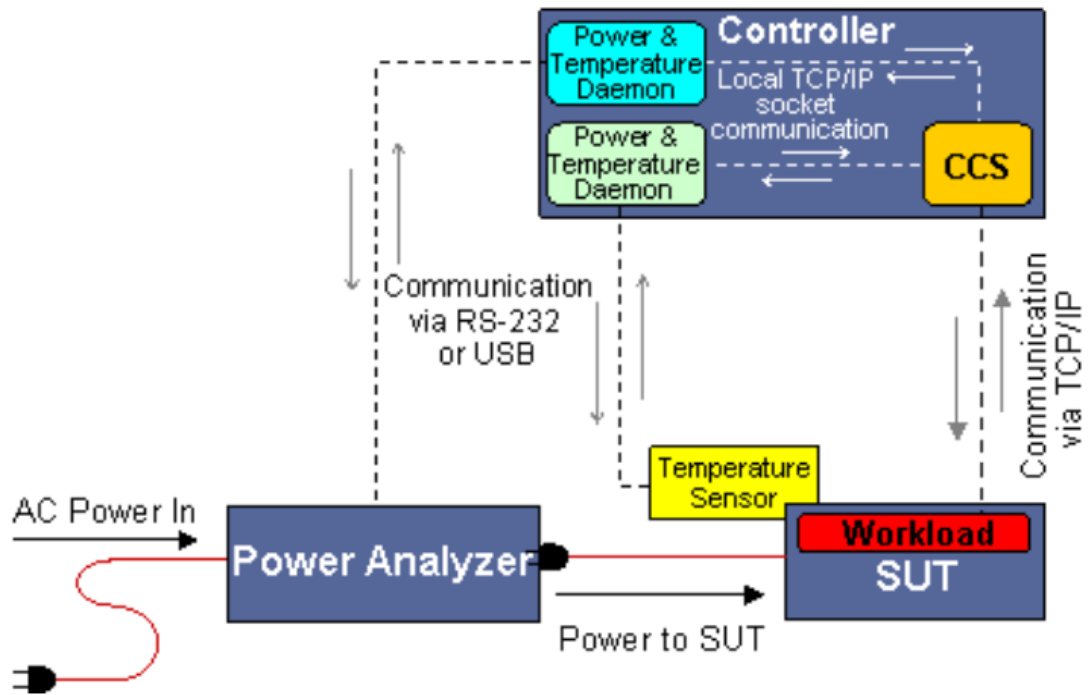 Power &
Temperature
Daemon
Controller
Local TCP/IP
socket
communication
Power &
Temperature
Daemon
CCS
Communication
via RS-232
or USB
Communication
via TCP/IP
Temperature
Sensor
AC Power In
Power Analyzer
Workload
SUT
Power to SUT